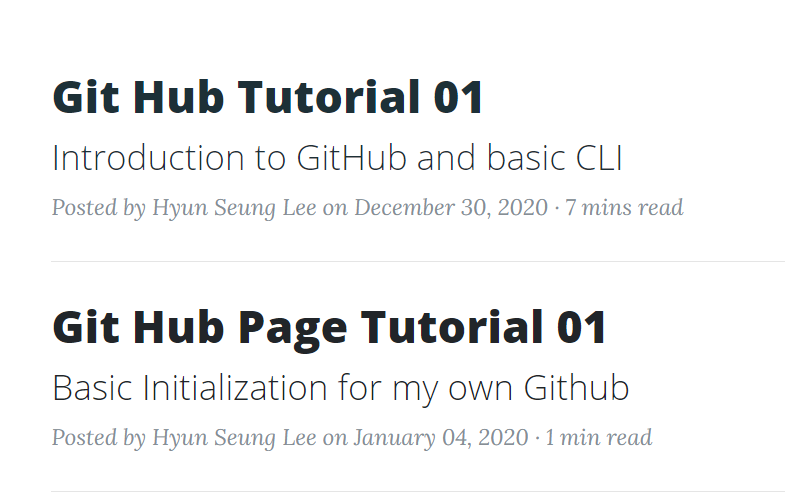 Git Hub Tutorial 01
Introduction to GitHub and basic CLI
Posted by Hyun Seung Lee on December 30, 2020 · 7 mins read
Git Hub Page Tutorial 01
Basic Initialization for my own Github
Posted by Hyun Seung Lee on January 04, 2020 · 1 min read